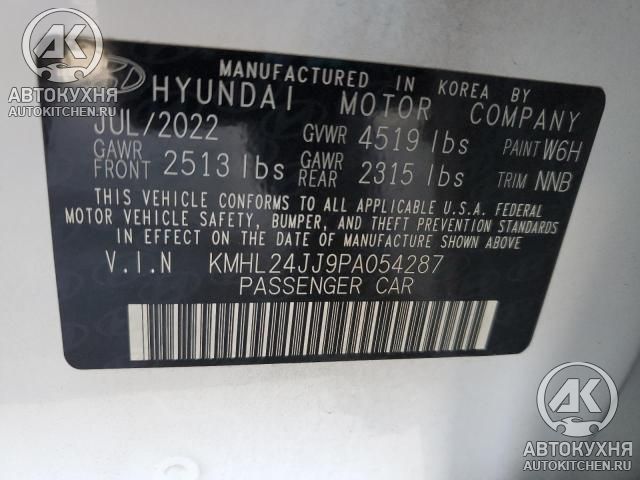 MANUFACTURED IN KOREA BY
HYUNDAI MOTOR COMPANY
JUL/2022 GVWR 4519 lbs PAINT W6H
GAWR FRONT 2513 lbs GAWR REAR 2315 lbs TRIM NNB
THIS VEHICLE CONFORMS TO ALL APPLICABLE U.S.A. FEDERAL
MOTOR VEHICLE SAFETY, BUMPER, AND THEFT PREVENTION STANDARDS
IN EFFECT ON THE DATE OF MANUFACTURE SHOWN ABOVE
V.I.N KMHL24JJ9PA054287
PASSENGER CAR
АК
АВТОКУХНЯ
AUTOKITCHEN.RU
АК
АВТОКУХНЯ
AUTOKITCHEN.RU